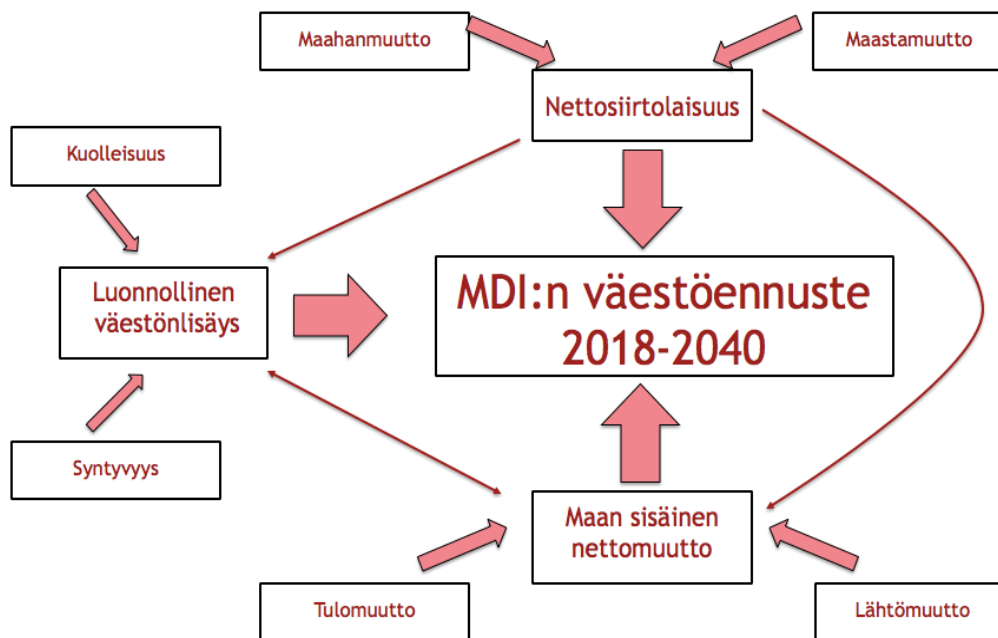 Maahanmuutto
Maastamuutto
Nettosiirtolaisuus
Kuolleisuus
Luonnollinen
väestönlisäys
MDI:n väestöennuste
2018-2040
Syntyvyys
Maan sisäinen
nettomuutto
Tulomuutto
Lähtömuutto